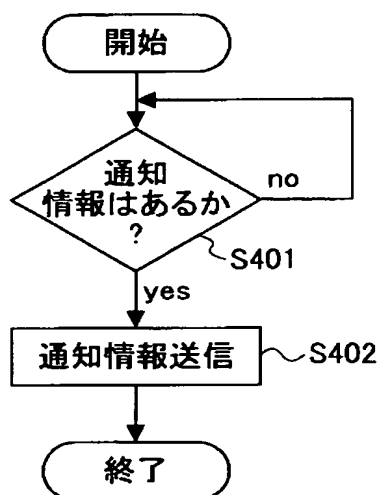 開始
通知
情報はあるか
?
no
S401
yes
通知情報送信
S402
終了